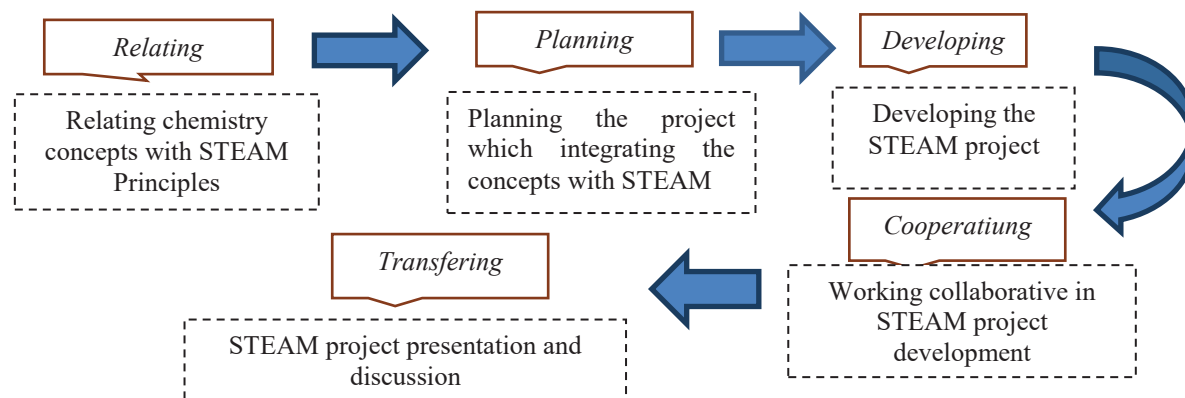 Relating
Relating chemistry
concepts with STEAM
Principles
Planning
Planning the project
which integrating the
concepts with STEAM
Developing
Developing the
STEAM project
Cooperatiung
Working collaborative in
STEAM project
development
Transfering
STEAM project presentation and
discussion